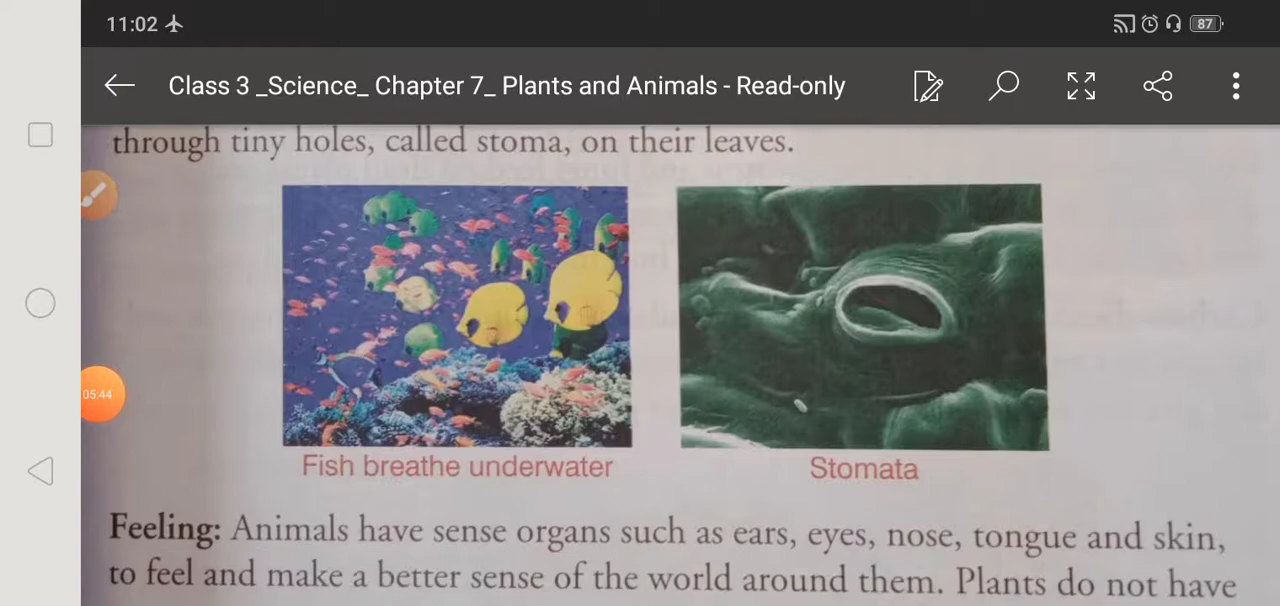 11:02
87
Class 3 _Science_ Chapter 7_ Plants and Animals - Read-only
through tiny holes, called stoma, on their leaves.
Fish breathe underwater
Stomata
05:44
Feeling: Animals have sense organs such as ears, eyes, nose, tongue and skin,
to feel and make a better sense of the world around them. Plants do not have